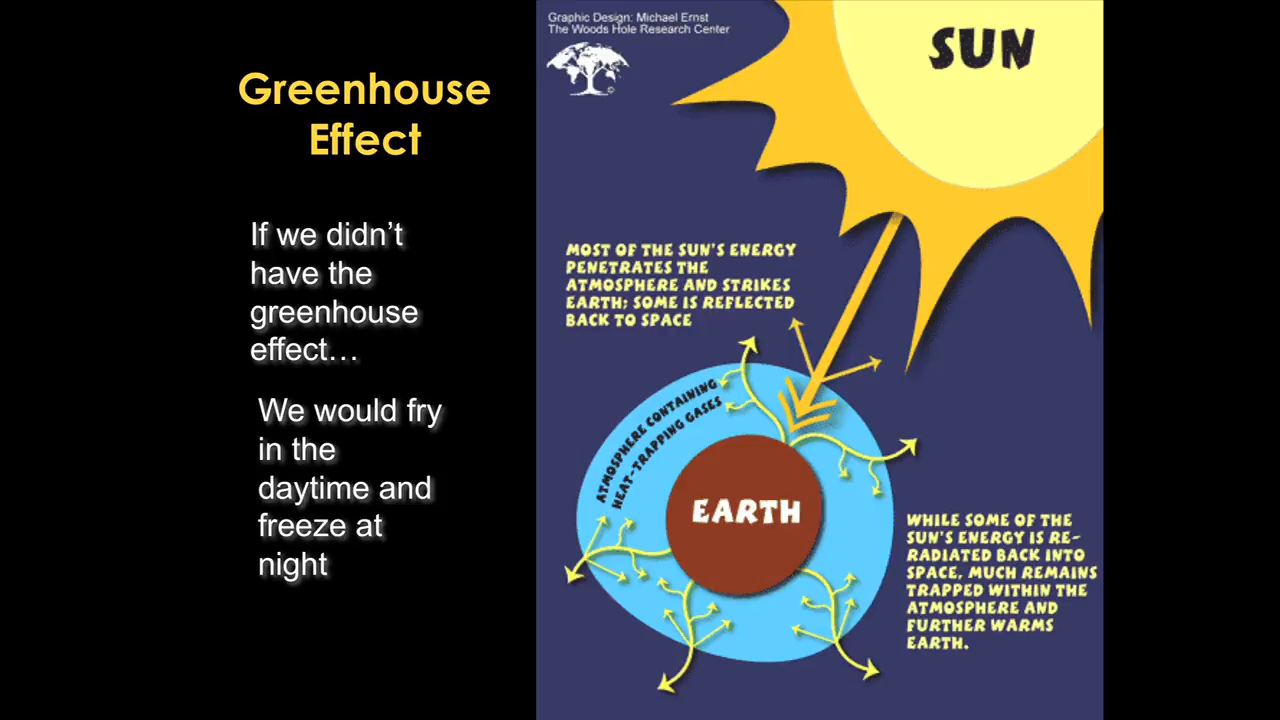 Greenhouse
Effect
If we didn’t
have the
greenhouse
effect…
We would fry
in the
daytime and
freeze at
night
Graphic Design: Michael Ernst
The Woods Hole Research Center
©
SUN
MOST OF THE SUN'S ENERGY
PENETRATES THE
ATMOSPHERE AND STRIKES
EARTH; SOME IS REFLECTED
BACK TO SPACE
ATMOSPHERE CONTAINING
HEAT-TRAPPING GASES
EARTH
WHILE SOME OF THE
SUN'S ENERGY IS RE-
RADIATED BACK INTO
SPACE, MUCH REMAINS
TRAPPED WITHIN THE
ATMOSPHERE AND
FURTHER WARMS
EARTH.